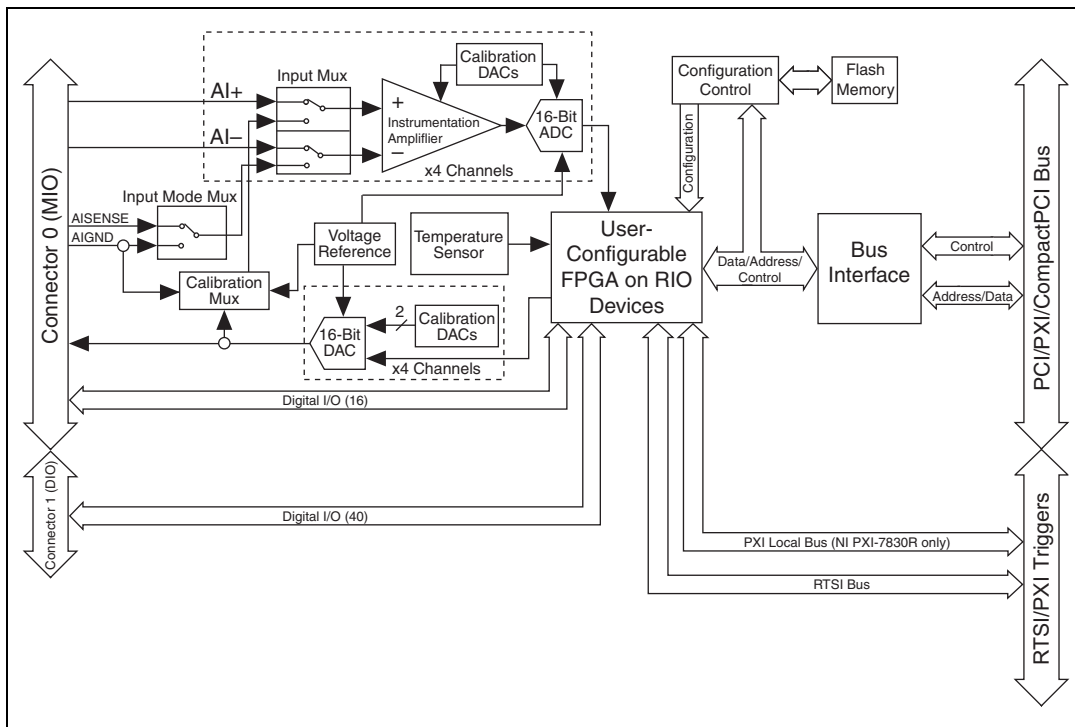 Connector 0 (MIO)
Connector 1 (DIO)
AI+
AI–
Input Mux
+
–
Instrumentation
Ampliflier
Calibration
DACs
16-Bit
ADC
x4 Channels
Input Mode Mux
AISENSE
AIGND
Calibration
Mux
Voltage
Reference
Temperature
Sensor
16-Bit
DAC
2
Calibration
DACs
x4 Channels
Configuration
Control
Flash
Memory
Configuration
User-
Configurable
FPGA on RIO
Devices
Data/Address/
Control
Bus
Interface
Control
Address/Data
PCI/PXI/CompactPCI Bus
Digital I/O (16)
Digital I/O (40)
PXI Local Bus (NI PXI-7830R only)
RTSI Bus
RTSI/PXI Triggers